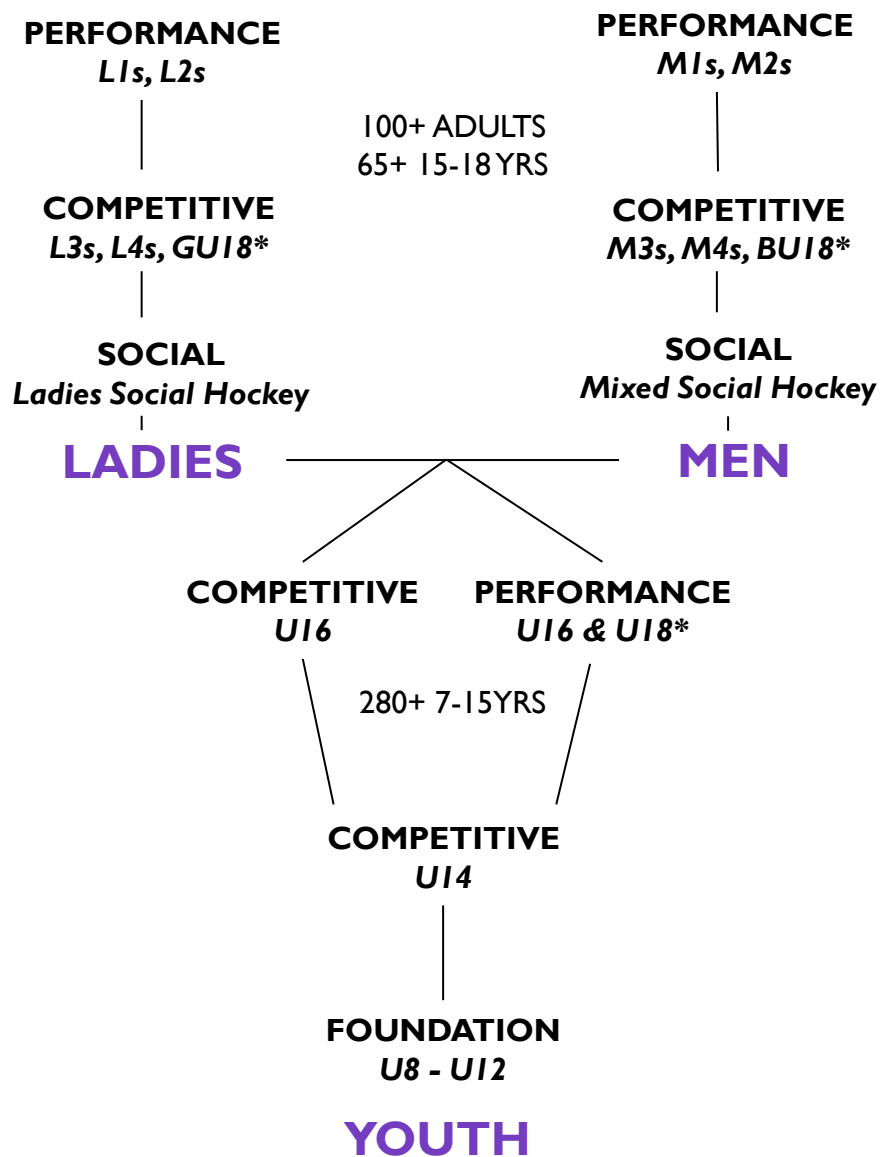 PERFORMANCE
L1s, L2s
PERFORMANCE
M1s, M2s
100+ ADULTS
65+ 15-18 YRS
COMPETITIVE
L3s, L4s, GU18*
COMPETITIVE
M3s, M4s, BU18*
SOCIAL
Ladies Social Hockey
SOCIAL
Mixed Social Hockey
LADIES
MEN
COMPETITIVE
U16
PERFORMANCE
U16 & U18*
280+ 7-15YRS
COMPETITIVE
U14
FOUNDATION
U8 - U12
YOUTH